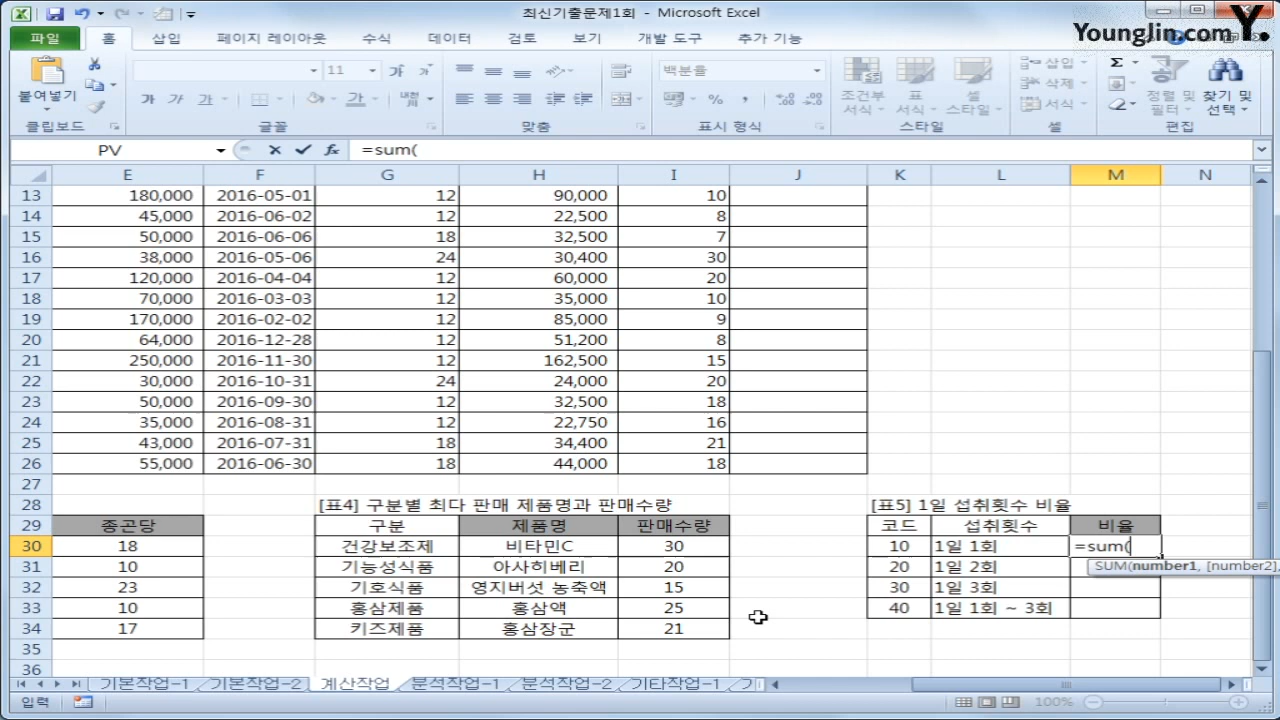 최신기출문제1회 - Microsoft Excel
YoungJin.com Y.
파일 홈 삽입 페이지 레이아웃 수식 데이터 검토 보기 개발 도구 추가 기능
붙여넣기 11 가 가 백분율 조건부 서식 표 서식 셀 스타일 삽입 삭제 서식 정렬 및 필터 찾기 및 선택
클립보드 글꼴 맞춤 표시 형식 스타일 셀 편집
PV =sum(
E F G H I J K L M N
13 180,000 2016-05-01 12 90,000 10
14 45,000 2016-06-02 12 22,500 8
15 50,000 2016-06-06 18 32,500 7
16 38,000 2016-05-06 24 30,400 30
17 120,000 2016-04-04 12 60,000 20
18 70,000 2016-03-03 12 35,000 10
19 170,000 2016-02-02 12 85,000 9
20 64,000 2016-12-28 12 51,200 8
21 250,000 2016-11-30 12 162,500 15
22 30,000 2016-10-31 24 24,000 20
23 50,000 2016-09-30 12 32,500 18
24 35,000 2016-08-31 12 22,750 16
25 43,000 2016-07-31 18 34,400 21
26 55,000 2016-06-30 18 44,000 18
27
28 [표4] 구분별 최다 판매 제품명과 판매수량 [표5] 1일 섭취횟수 비율
29 종곤당 구분 제품명 판매수량 코드 섭취횟수 비율
30 18 건강보조제 비타민C 30 10 1일 1회 =sum(
31 10 기능성식품 아사히베리 20 20 1일 2회 SUM(number1, [number2],
32 23 기호식품 영지버섯 농축액 15 30 1일 3회
33 10 홍삼제품 홍삼액 25 40 1일 1회 ~ 3회
34 17 키즈제품 홍삼장군 21
35
36
기본작업-1 기본작업-2 계산작업 분석작업-1 분석작업-2 기타작업-1
입력 100%